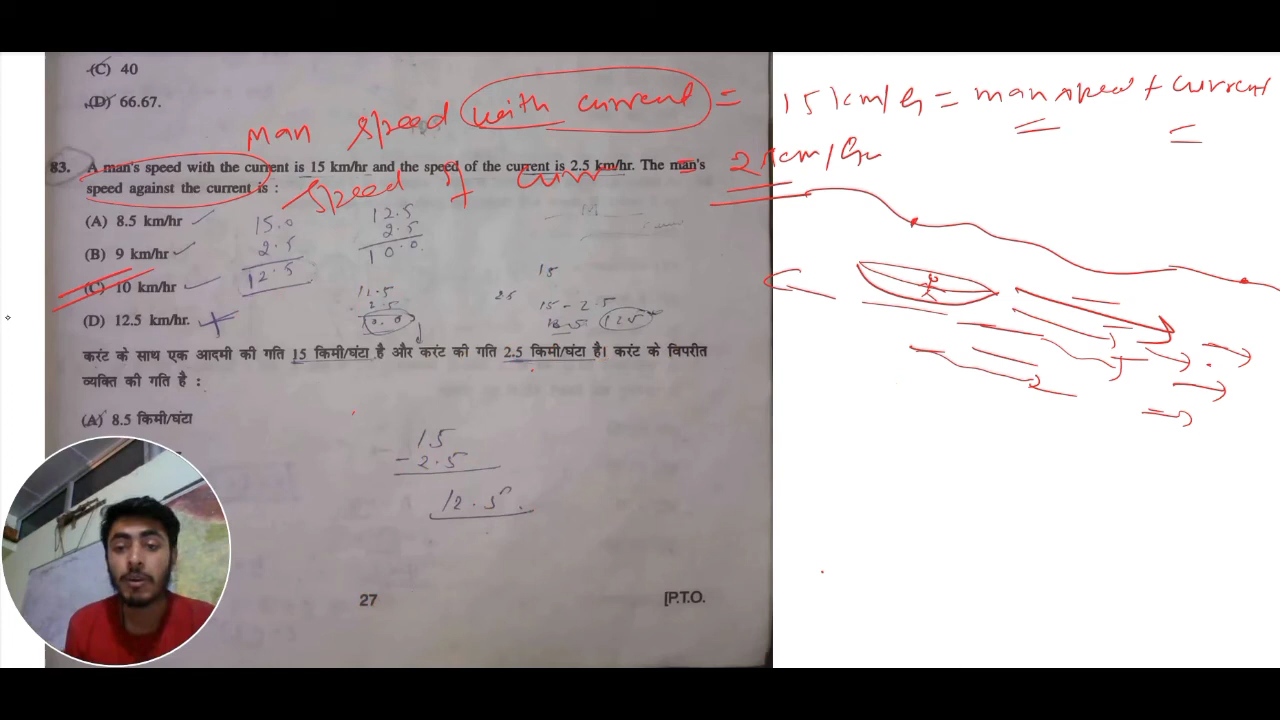 (C) 40
(D) 66.67.
man speed with current =
15 km/h = man speed + current
83. A man's speed with the current is 15 km/hr and the speed of the current is 2.5 km/hr. The man's
speed against the current is :
speed of curr =
(A) 8.5 km/hr
(B) 9 km/hr
(C) 10 km/hr
(D) 12.5 km/hr.
15.0
2.5
12.5
12.5
2.5
10.0
12.5
2.5
10.0
15
25
15 - 2.5
125
करंट के साथ एक आदमी की गति 15 किमी/घंटा है और करंट की गति 2.5 किमी/घंटा है। करंट के विपरीत
व्यक्ति की गति है :
(A) 8.5 किमी/घंटा
15
- 2.5
12.5
27
[P.T.O.